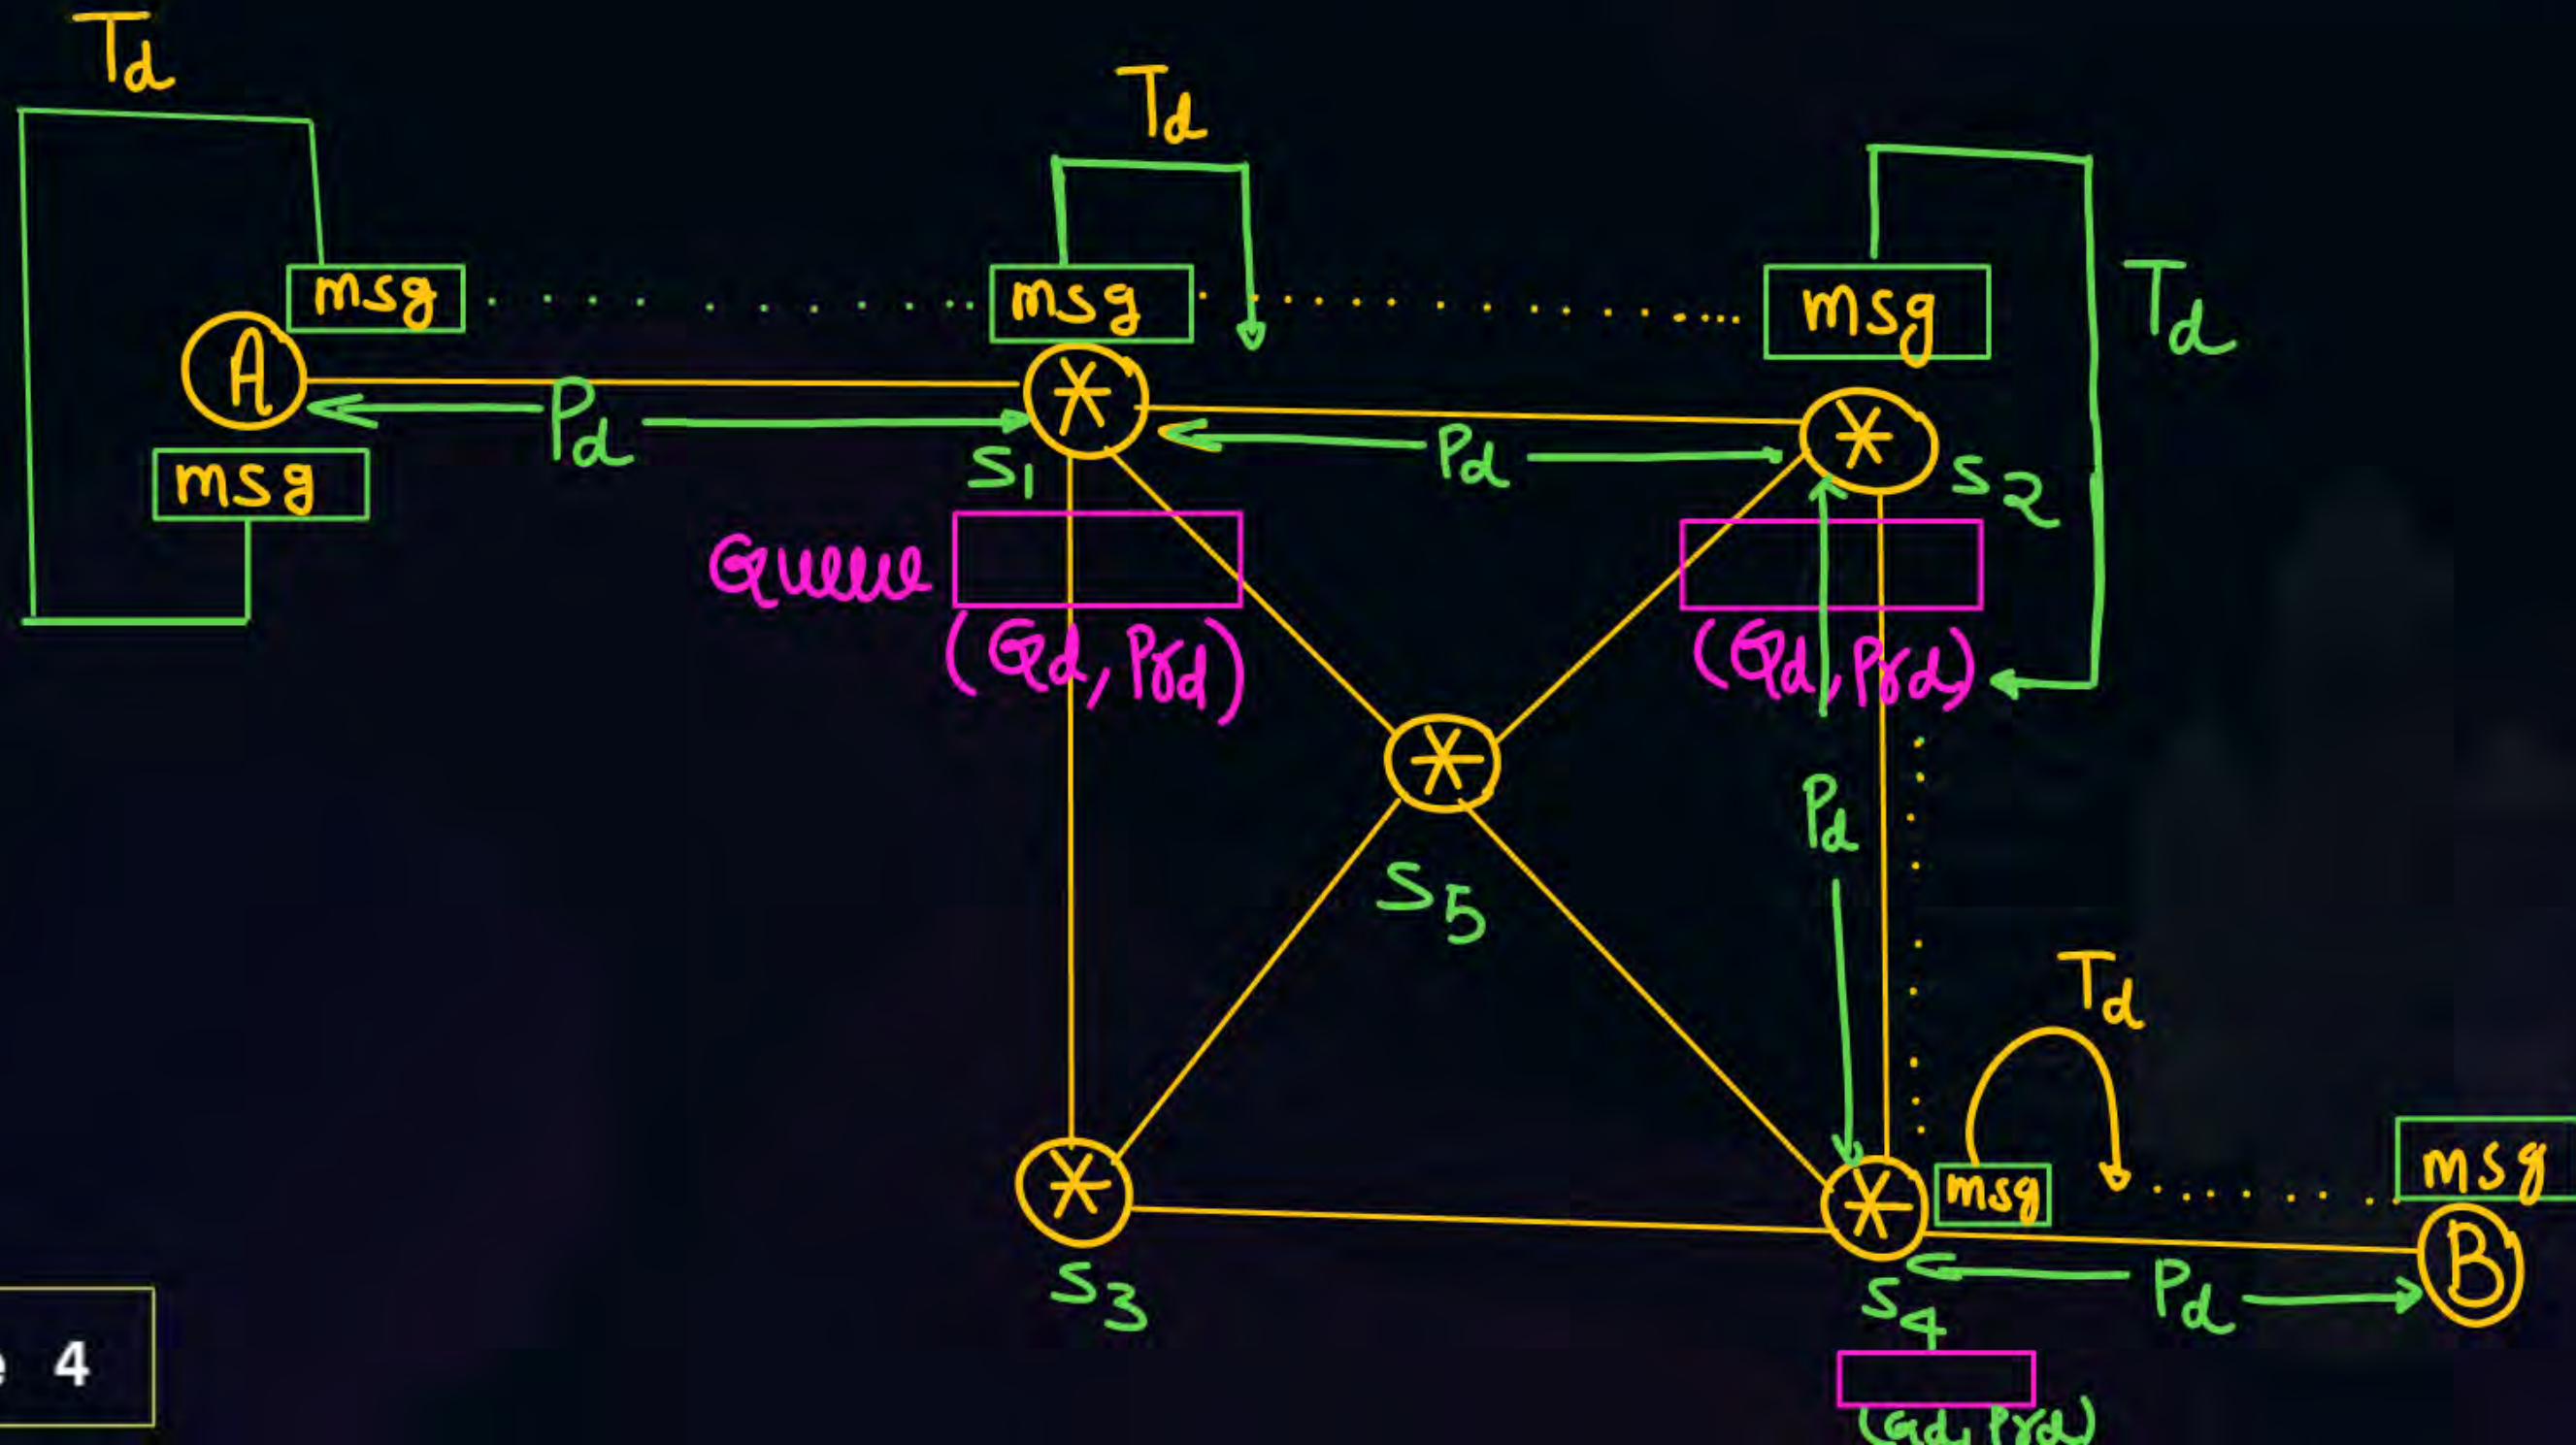 Td
Td
msg
msg
msg
Td
A
Pd
S1
Pd
S2
msg
Queue
(Qd, Prd)
(Qd, Prd)
Pd
S5
Td
msg
msg
B
S3
S4
Pd
4
(Qd, Prd)